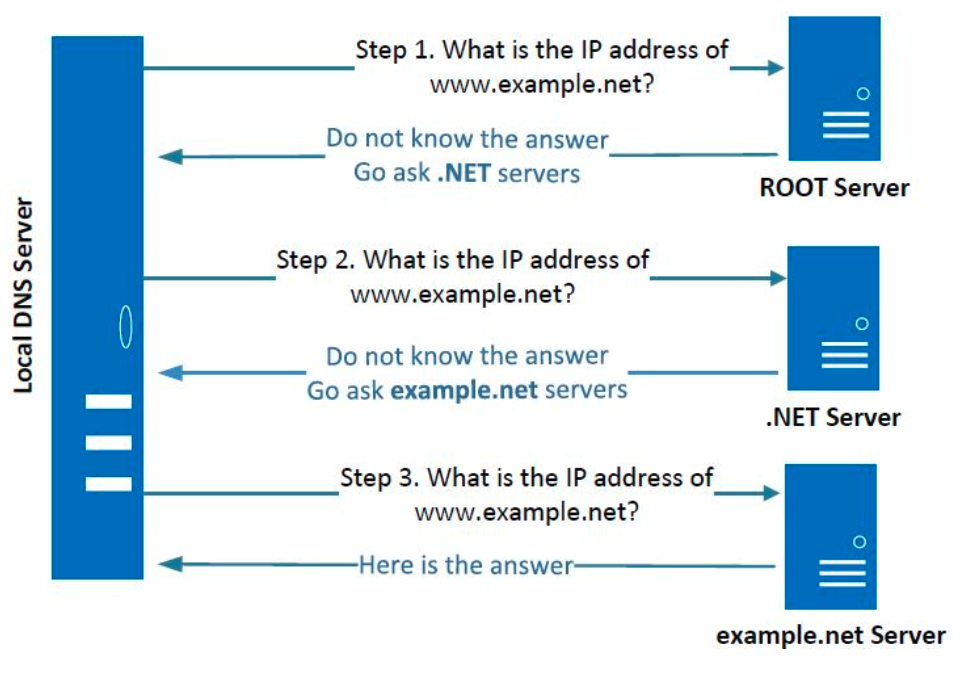 Local DNS Server
Step 1. What is the IP address of
www.example.net?
Do not know the answer
Go ask .NET servers
ROOT Server
Step 2. What is the IP address of
www.example.net?
Do not know the answer
Go ask example.net servers
.NET Server
Step 3. What is the IP address of
www.example.net?
Here is the answer
example.net Server